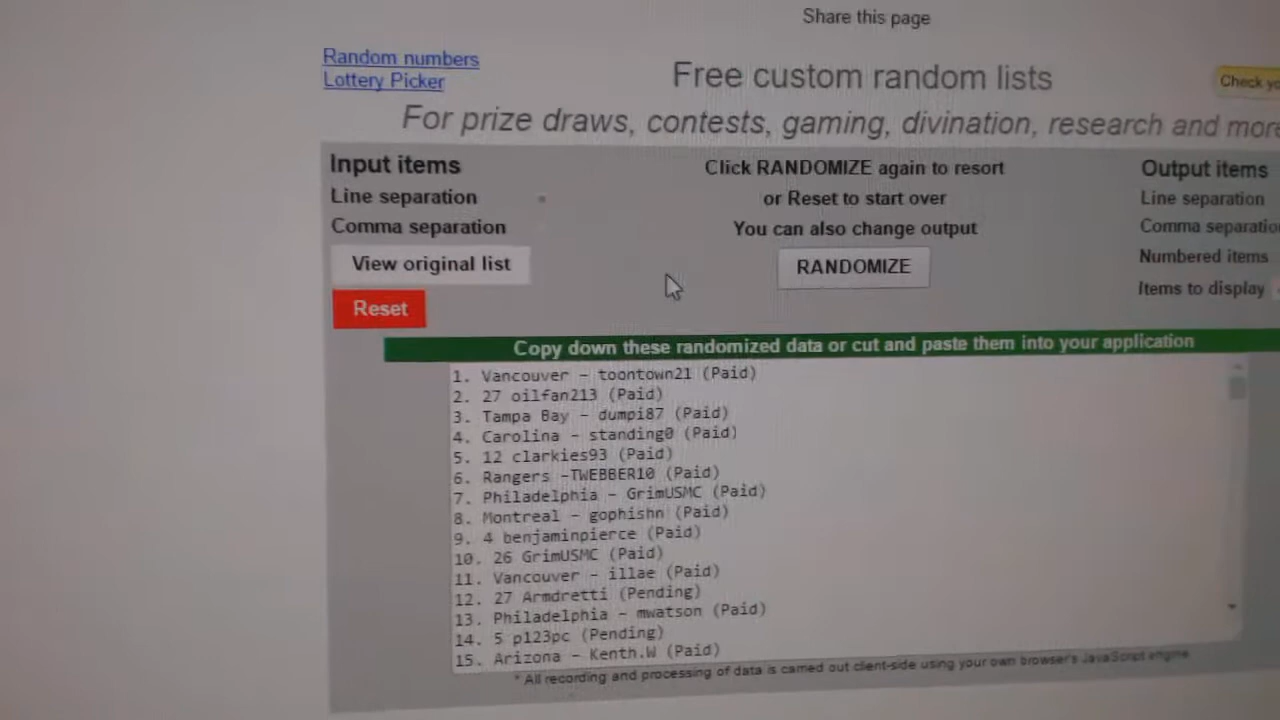 Share this page
Random numbers
Lottery Picker
Free custom random lists
Check
For prize draws, contests, gaming, divination, research and
Input items
Line separation
Comma separation
View original list
Reset
Click RANDOMIZE again to resort
or Reset to start over
You can also change output
RANDOMIZE
Output items
Line separation
Comma
Numbered items
Items to display
Copy down these randomized data or cut and paste them into your application
1. Vancouver - toontown21 (Paid)
2. 27 oilfan213 (Paid)
3. Tampa Bay - dumpi87 (Paid)
4. Carolina - standing0 (Paid)
5. 12 clarkies93 (Paid)
6. Rangers -TWEBBER10 (Paid)
7. Philadelphia - GrimUSMC (Paid)
8. Montreal - gophishn (Paid)
9. 4 benjaminpierce (Paid)
10. 26 GrimUSMC (Paid)
11. Vancouver - illae (Paid)
12. 27 Armdretti (Pending)
13. Philadelphia - mwatson (Paid)
14. 5 p123pc (Pending)
15. Arizona - Kenth.W (Paid)
* All recording and processing of data is carried out client-side using your own browser's JavaScript engine